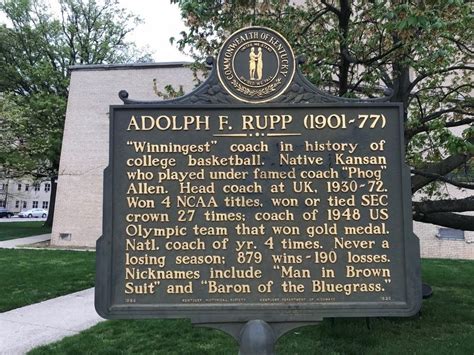 COMMONWEALTH OF KENTUCKY
ADOLPH F. RUPP (1901-77)
"Winningest" coach in history of
college basketball. Native Kansan
who played under famed coach "Phog"
Allen. Head coach at UK, 1930-72.
Won 4 NCAA titles, won or tied SEC
crown 27 times; coach of 1948 US
Olympic team that won gold medal.
Natl. coach of yr. 4 times. Never a
losing season; 879 wins-190 losses.
Nicknames include "Man in Brown
Suit" and "Baron of the Bluegrass."
KENTUCKY HISTORICAL SOCIETY KENTUCKY DEPARTMENT OF HIGHWAYS